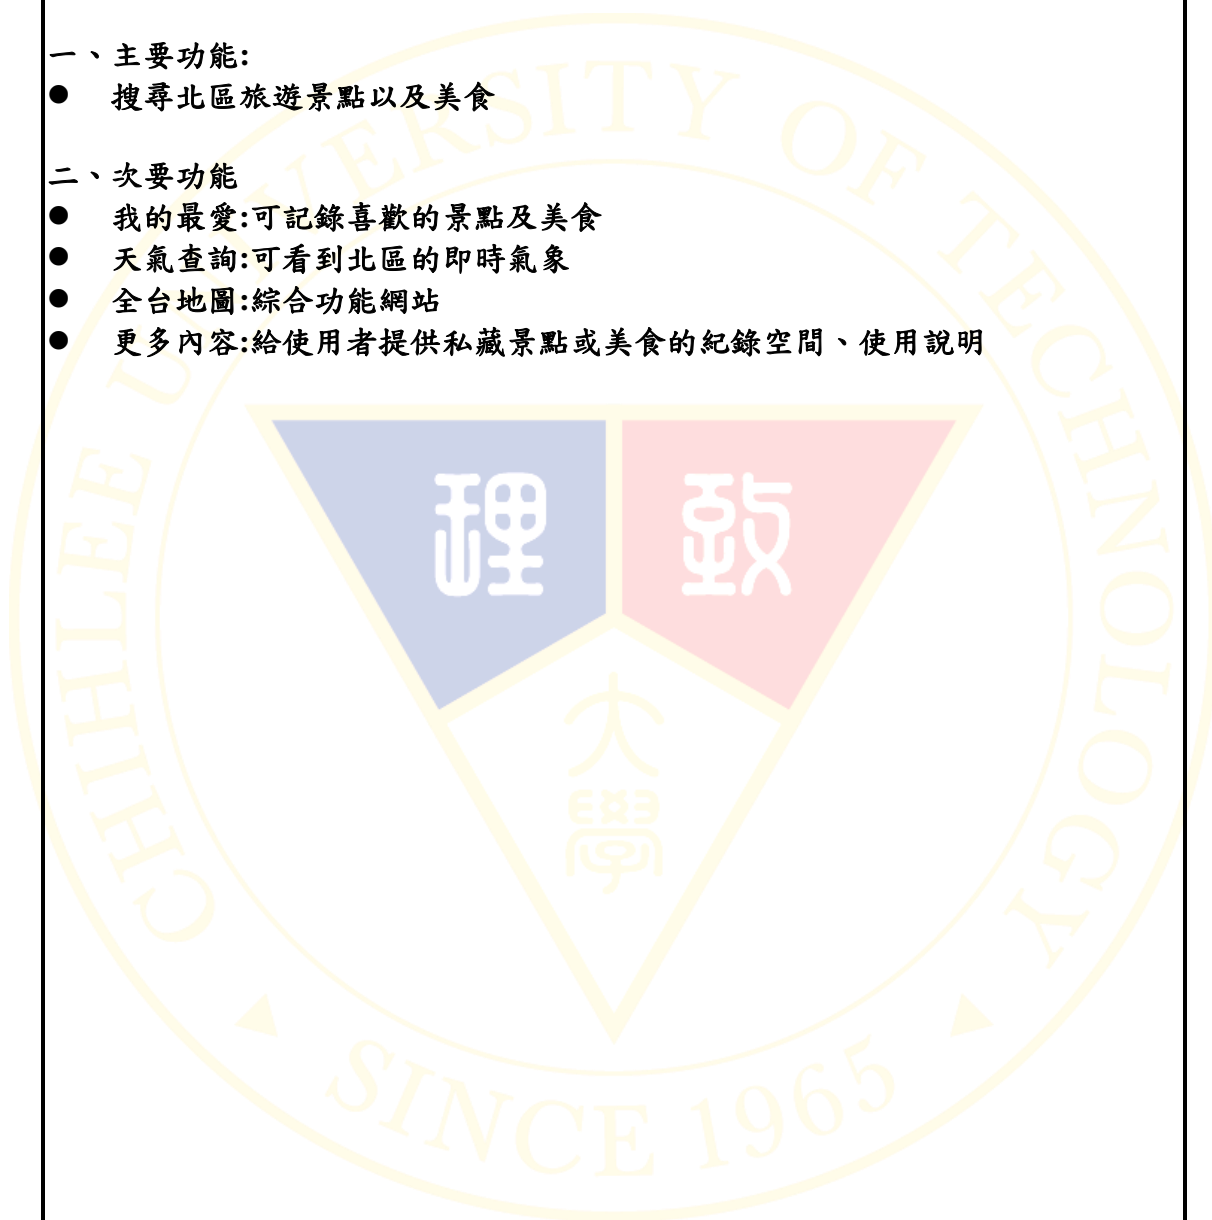 一、主要功能:
● 搜尋北區旅遊景點以及美食
二、次要功能
● 我的最愛:可記錄喜歡的景點及美食
● 天氣查詢:可看到北區的即時氣象
● 全台地圖:綜合功能網站
● 更多內容:給使用者提供私藏景點或美食的紀錄空間、使用說明
CHIHLEE UNIVERSITY OF TECHNOLOGY
理 致
大
學
SINCE 1965